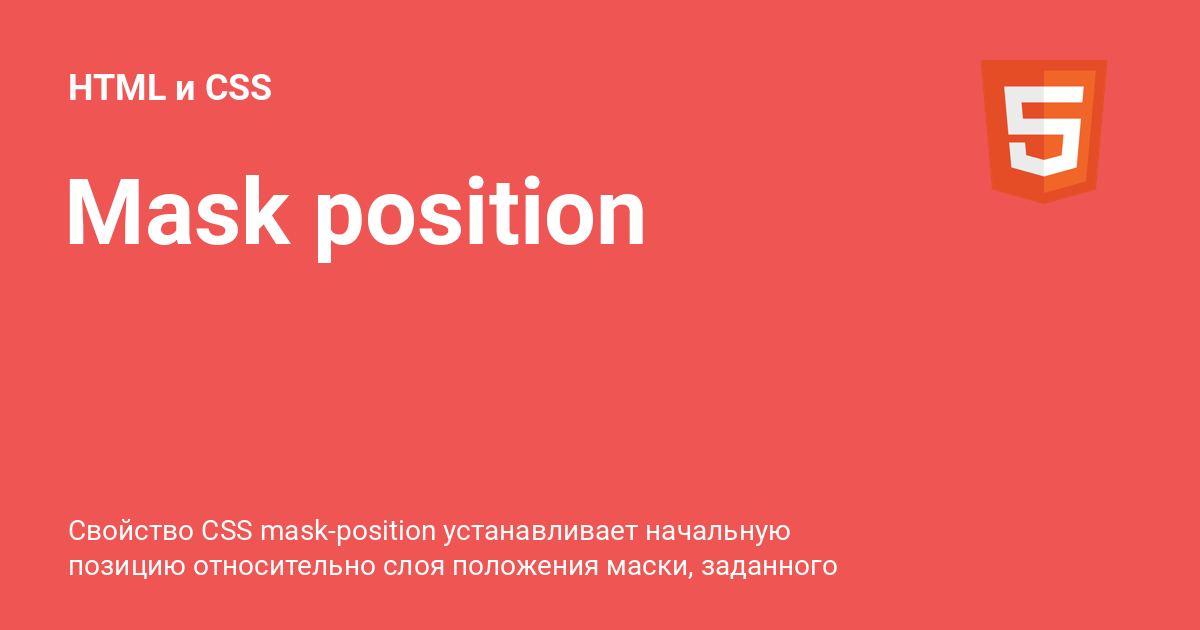 HTML и CSS
Mask position
Свойство CSS mask-position устанавливает начальную
позицию относительно слоя положения маски, заданного